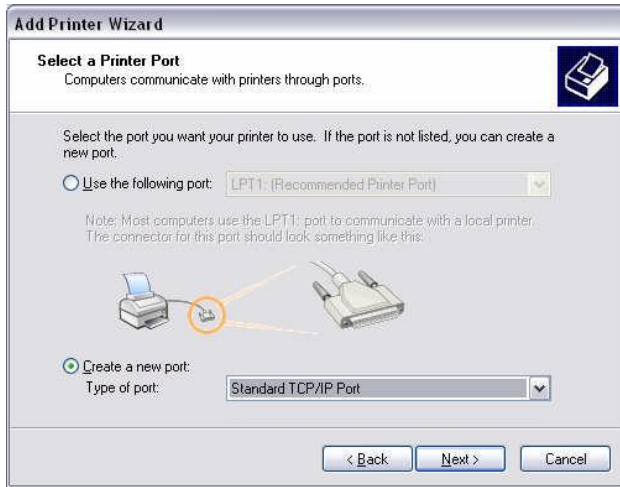 Add Printer Wizard
Select a Printer Port
Computers communicate with printers through ports.
Select the port you want your printer to use. If the port is not listed, you can create a
new port.
Use the following port: LPT1: (Recommended Printer Port)
Note: Most computers use the LPT1: port to communicate with a local printer.
The connector for this port should look something like this:
Create a new port:
Type of port: Standard TCP/IP Port
< Back Next > Cancel